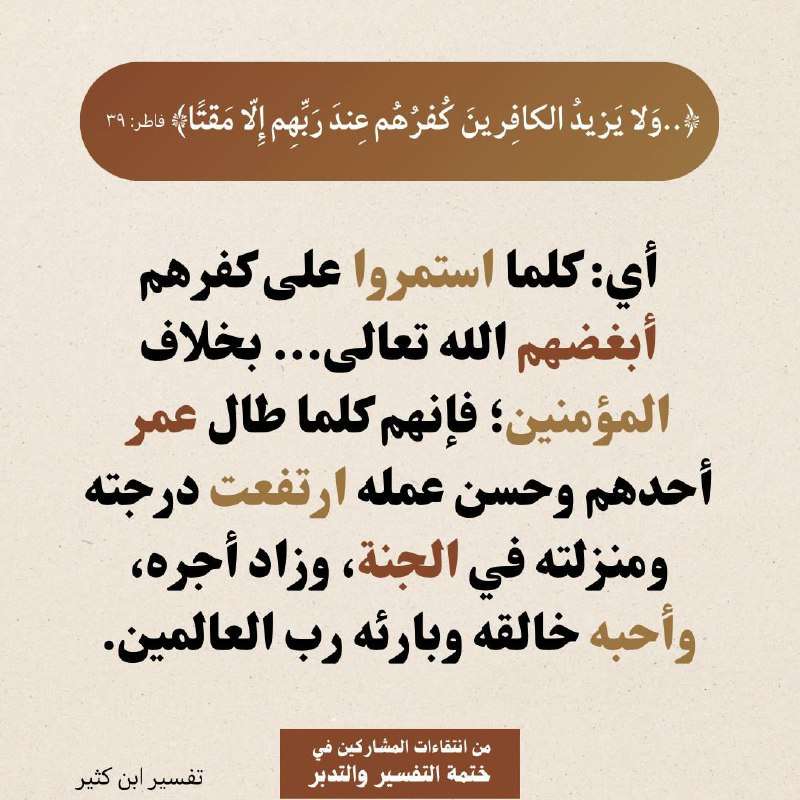 ﴿..وَلا يَزيدُ الكافِرينَ كُفرُهُم عِندَ رَبِّهِم إِلّا مَقتًا﴾ فاطر: ٣٩
أي: كلما استمروا على كفرهم
أبغضهم الله تعالى... بخلاف
المؤمنين؛ فإنهم كلما طال عمر
أحدهم وحسن عمله ارتفعت درجته
ومنزلته في الجنة، وزاد أجره،
وأحبه خالقه وبارئه رب العالمين.
من انتقاءات المشاركين في
ختمة التفسير والتدبر
تفسير ابن كثير